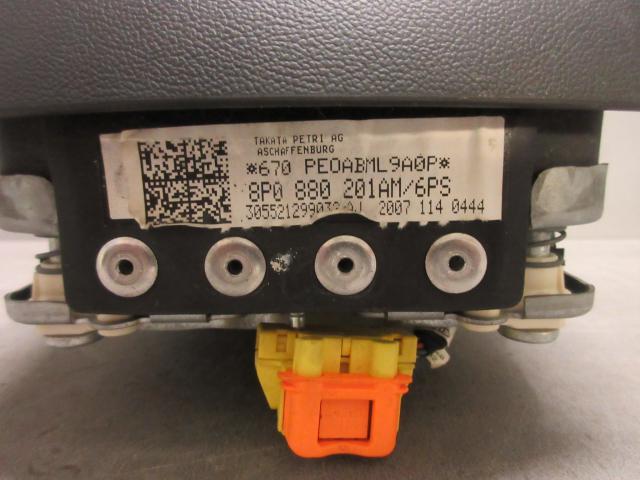 TAKATA PETRI AG
ASCHAFFENBURG
*670 PEOABML9A0P*
8P0 880 201AM/6PS
2007 114 0444